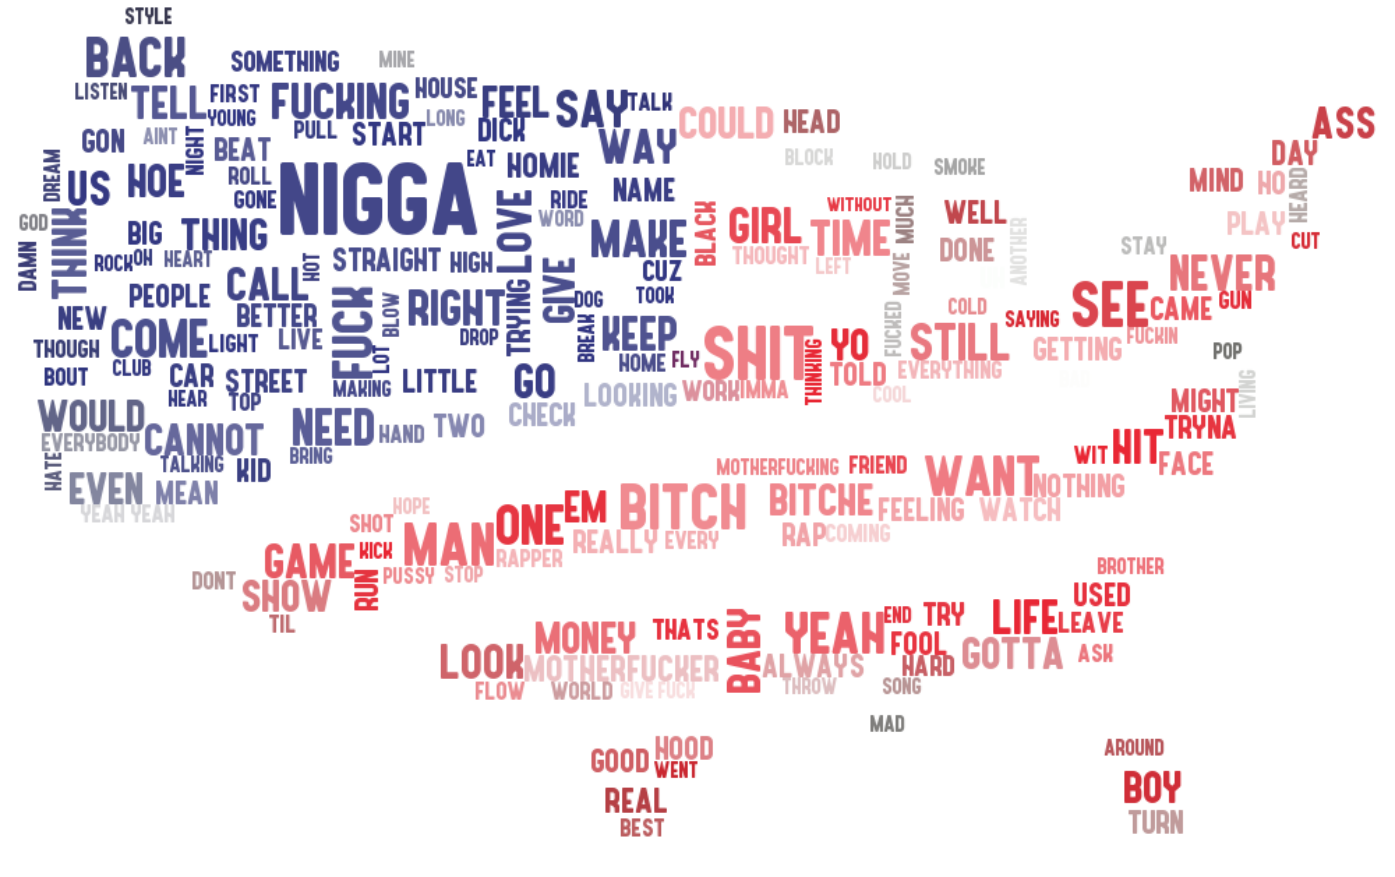 STYLE
BACK
SOMETHING
MINE
LISTEN
TELL
FIRST
FUCKING
HOUSE
FEEL
SAY
TALK
YOUNG
LONG
COULD
HEAD
ASS
GON
AINT
NIGHT
BEAT
PULL
START
DICK
WAY
DAY
DREAM
US
HOE
ROLL
NIGGA
EAT
HOMIE
BLOCK
HOLD
SMOKE
MIND
HO
HEARD
GONE
RIDE
NAME
GOD
THINK
BIG
THING
LOVE
WORD
MAKE
BLACK
GIRL
WITHOUT
TIME
MUCH
WELL
PLAY
CUT
DAMN
ROCK
OH
HEART
HOT
STRAIGHT
HIGH
GIVE
CUZ
THOUGHT
LEFT
MOVE
DONE
ANOTHER
STAY
NEVER
PEOPLE
CALL
FUCK
BLOW
RIGHT
TRYING
DOG
TOOK
COLD
SEE
CAME
GUN
NEW
BETTER
DROP
BREAK
KEEP
SHIT
THINKING
YO
FUCKED
STILL
SAYING
FUCKIN
THOUGH
COME
LIGHT
LIVE
LOT
HOME
FLY
GETTING
POP
BOUT
CLUB
CAR
STREET
MAKING
LITTLE
GO
TOLD
EVERYTHING
LIVING
HEAR
TOP
LOOKING
WORK
IMMA
COOL
MIGHT
WOULD
CHECK
TRYNA
EVERYBODY
CANNOT
NEED
HAND
TWO
WIT
HIT
HATE
TALKING
KID
BRING
MOTHERFUCKING
FRIEND
FACE
EVEN
MEAN
WANT
NOTHING
YEAH YEAH
HOPE
ONE
EM
BITCH
BITCHE
FEELING
WATCH
SHOT
MAN
REALLY
EVERY
RAP
COMING
GAME
KICK
RAPPER
BROTHER
DONT
SHOW
RUN
PUSSY
STOP
USED
TIL
MONEY
THATS
BABY
YEAH
END
TRY
LIFE
LEAVE
LOOK
MOTHERFUCKER
ALWAYS
FOOL
HARD
GOTTA
ASK
FLOW
WORLD
GIVE FUCK
THROW
SONG
MAD
GOOD
HOOD
WENT
AROUND
REAL
BOY
BEST
TURN